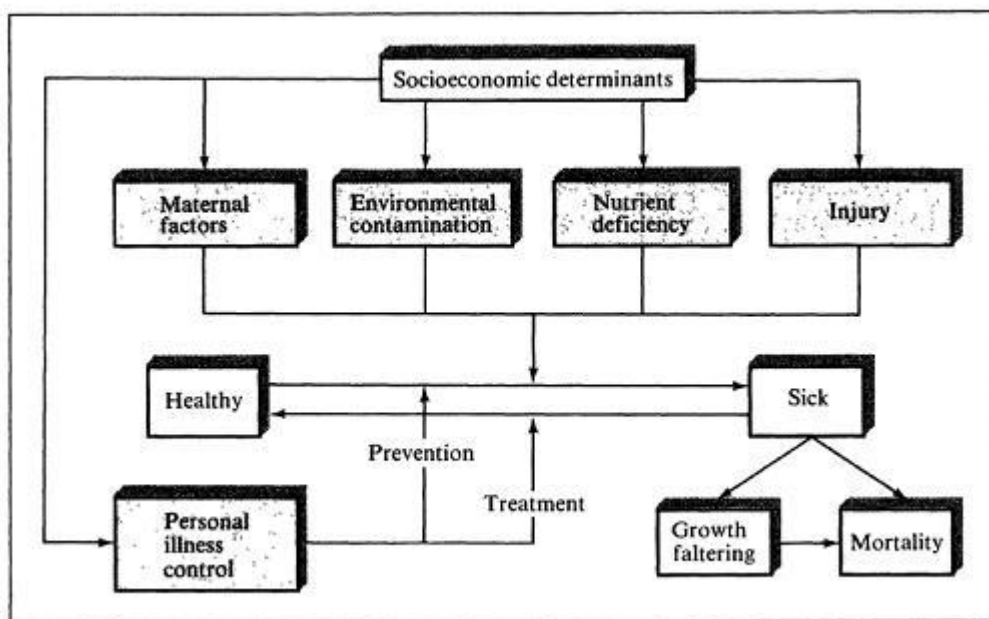 Socioeconomic determinants
Maternal
factors
Environmental
contamination
Nutrient
deficiency
Injury
Healthy
Sick
Prevention
Treatment
Personal
illness
control
Growth
faltering
Mortality